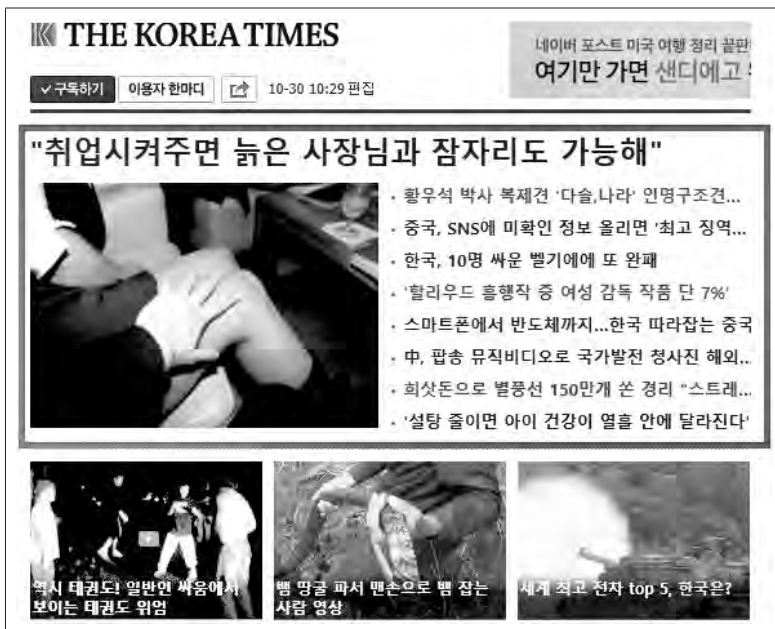 THE KOREA TIMES
네이버 포스트 미국 여행 정리 끝판
여기만 가면 샌디에고
구독하기 이용자 한마디 10-30 10:29 편집
"취업시켜주면 늙은 사장님과 잠자리도 가능해"
· 황우석 박사 복제견 '다솔,나라' 인명구조견...
· 중국, SNS에 미확인 정보 올리면 '최고 징역...
· 한국, 10명 싸운 벨기에에 또 완패
· '할리우드 흥행작 중 여성 감독 작품 단 7%'
· 스마트폰에서 반도체까지...한국 따라잡는 중국
· 中, 팝송 뮤직비디오로 국가발전 청사진 해외...
· 회삿돈으로 별풍선 150만개 쏜 경리 "스트레...
· '설탕 줄이면 아이 건강이 열흘 안에 달라진다'
역시 태권도! 일반인 싸움에서
보이는 태권도 위엄
뱀 땅굴 파서 맨손으로 뱀 잡는
사람 영상
세계 최고 전차 top 5, 한국은?